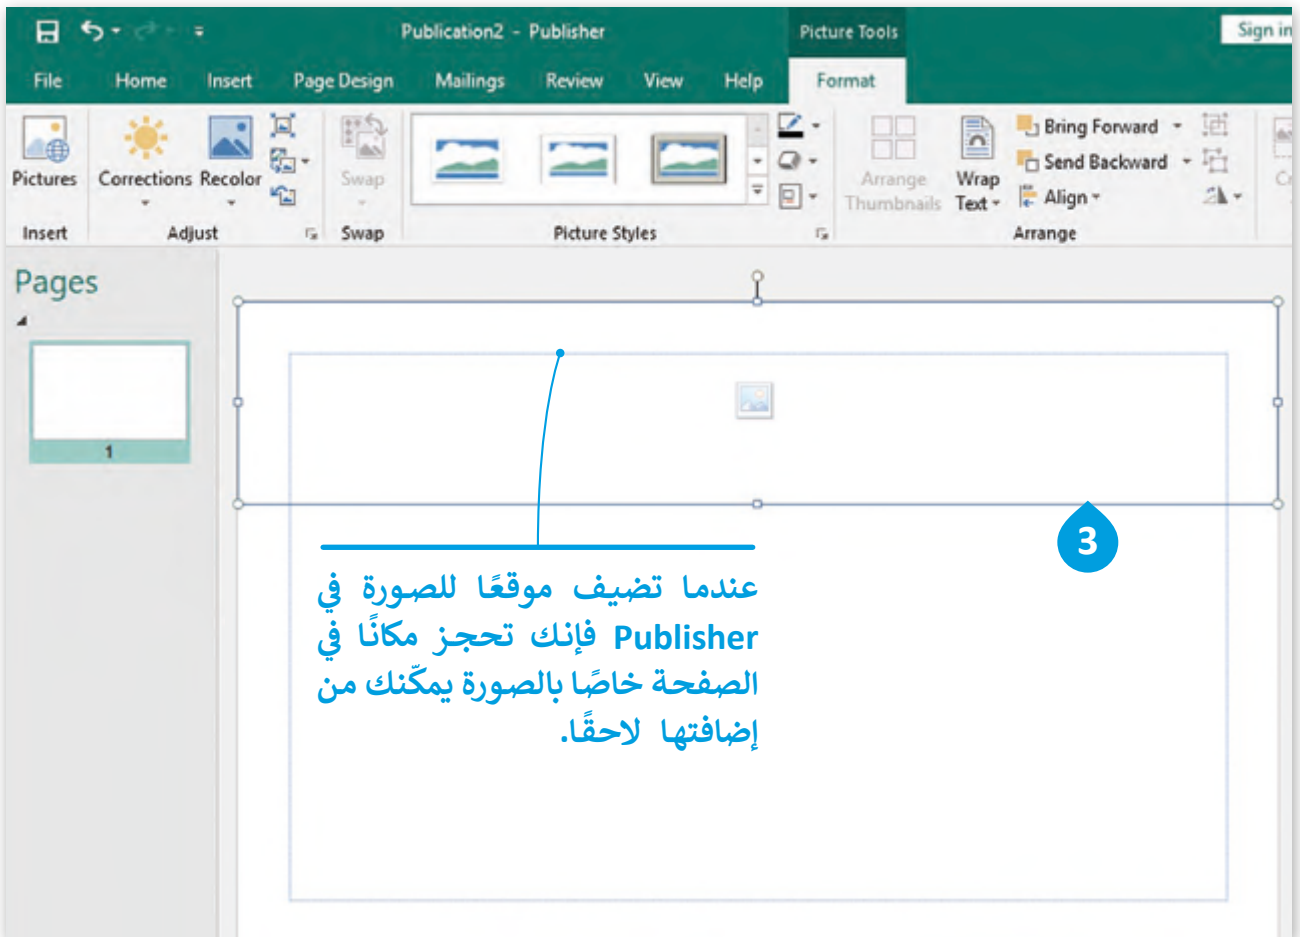 Publication2 - Publisher
Picture Tools
Sign in
File Home Insert Page Design Mailings Review View Help Format
Pictures
Corrections
Recolor
Swap
Arrange Thumbnails
Wrap Text
Bring Forward
Send Backward
Align
Insert Adjust Swap Picture Styles Arrange
Pages
1
3
عندما تضيف موقعًا للصورة في
Publisher فإنك تحجز مكانًا في
الصفحة خاصًا بالصورة يمكّنك من
إضافتها لاحقًا.